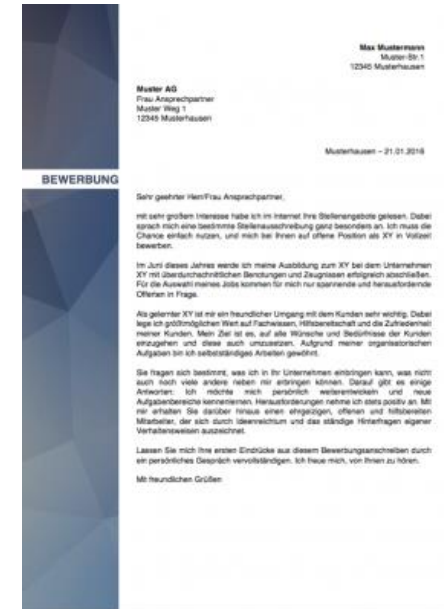 Max Mustermann
Muster-Str.1
12345 Musterhausen
Muster AG
Frau Ansprechpartner
Muster Weg 1
12345 Musterhausen
Musterhausen – 21.01.2016
BEWERBUNG
Sehr geehrter Herr/Frau Ansprechpartner,
mit sehr großem Interesse habe ich im Internet Ihre Stellenangebote gelesen. Dabei
sprach mich eine bestimmte Stellenausschreibung ganz besonders an. Ich muss die
Chance einfach nutzen, und mich bei Ihnen auf offene Position als XY in Vollzeit
bewerben.
Im Juni dieses Jahres werde ich meine Ausbildung zum XY bei dem Unternehmen
XY mit überdurchschnittlichen Benotungen und Zeugnissen erfolgreich abschließen.
Für die Auswahl meines Jobs kommen für mich nur spannende und herausfordernde
Offerten in Frage.
Als gelernter XY ist mir ein freundlicher Umgang mit dem Kunden sehr wichtig. Dabei
lege ich größtmöglichen Wert auf Fachwissen, Hilfsbereitschaft und die Zufriedenheit
meiner Kunden. Mein Ziel ist es, auf alle Wünsche und Bedürfnisse der Kunden
einzugehen und diese auch umzusetzen. Aufgrund meiner organisatorischen
Aufgaben bin ich selbstständiges Arbeiten gewöhnt.
Sie fragen sich bestimmt, was ich in Ihr Unternehmen einbringen kann, was nicht
auch noch viele andere neben mir erbringen können. Darauf gibt es einige
Antworten: Ich möchte mich persönlich weiterentwickeln und neue
Aufgabenbereiche kennenlernen. Herausforderungen nehme ich stets positiv an. Mit
mir erhalten Sie darüber hinaus einen ehrgeizigen, offenen und hilfsbereiten
Mitarbeiter, der sich durch Ideenreichtum und das ständige Hinterfragen eigener
Verhaltensweisen auszeichnet.
Lassen Sie mich Ihre ersten Eindrücke aus diesem Bewerbungsanschreiben durch
ein persönliches Gespräch vervollständigen. Ich freue mich, von Ihnen zu hören.
Mit freundlichen Grüßen